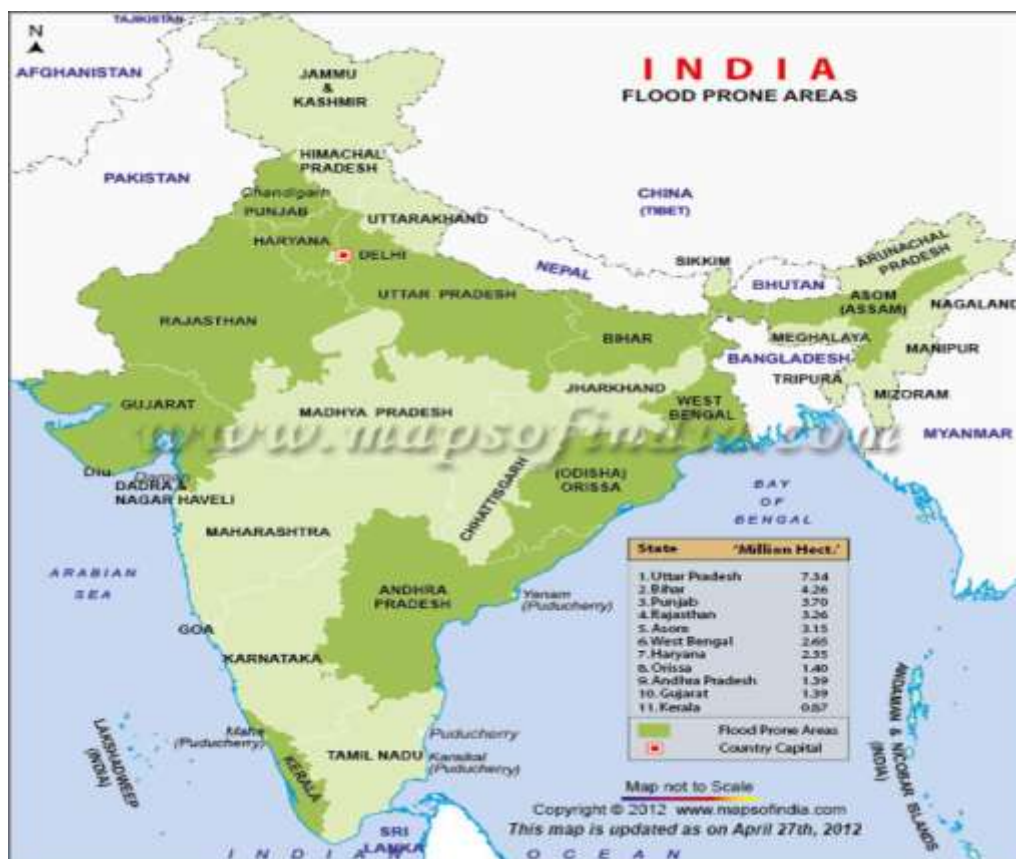 N
INDIA
FLOOD PRONE AREAS
TAJIKISTAN
AFGHANISTAN
JAMMU
&
KASHMIR
HIMACHAL
PRADESH
PAKISTAN
Chandigarh
PUNJAB
UTTARAKHAND
CHINA
(TIBET)
HARYANA
DELHI
NEPAL
SIKKIM
BHUTAN
ARUNACHAL
PRADESH
UTTAR PRADESH
ASOM
(ASSAM)
NAGALAND
RAJASTHAN
BIHAR
MEGHALAYA
MANIPUR
BANGLADESH
TRIPURA
MIZORAM
JHARKHAND
GUJARAT
MADHYA PRADESH
WEST
BENGAL
MYANMAR
www.mapsofindia.com
Diu
Daman
DADRA &
NAGAR HAVELI
CHHATTISGARH
(ODISHA)
ORISSA
BAY
OF
BENGAL
MAHARASHTRA
ARABIAN
SEA
ANDHRA
PRADESH
Yanam
(Puducherry)
GOA
KARNATAKA
State 'Million Hect.'
1. Uttar Pradesh 7.34
2. Bihar 4.26
3. Punjab 3.70
4. Rajasthan 3.26
5. Asom 3.15
6. West Bengal 2.65
7. Haryana 2.35
8. Orissa 1.40
9. Andhra Pradesh 1.39
10. Gujarat 1.39
11. Kerala 0.87
Flood Prone Areas
Country Capital
LAKSHADWEEP
(INDIA)
Mahe
(Puducherry)
KERALA
TAMIL NADU
Puducherry
Karaikal
(Puducherry)
ANDAMAN & NICOBAR ISLANDS
(INDIA)
Map not to Scale
Copyright © 2012 www.mapsofindia.com
This map is updated as on April 27th, 2012
SRI
LANKA
INDIAN OCEAN